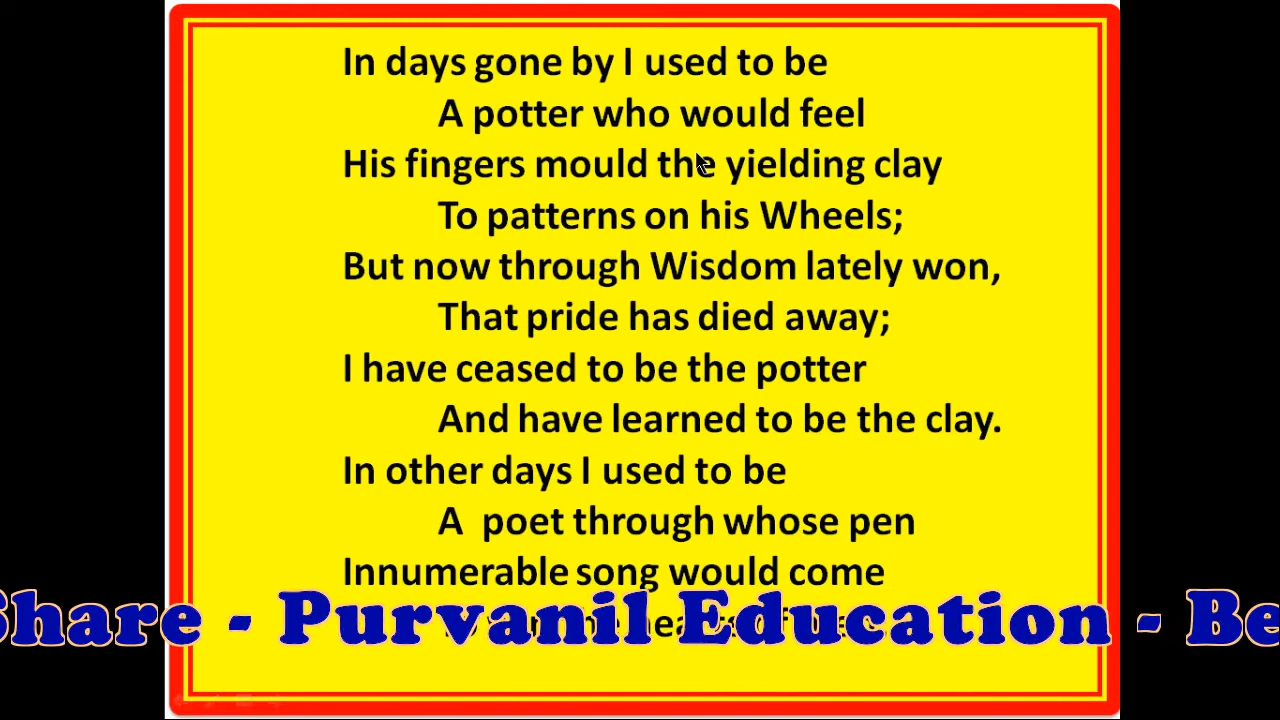 In days gone by I used to be
A potter who would feel
His fingers mould the yielding clay
To patterns on his Wheels;
But now through Wisdom lately won,
That pride has died away;
I have ceased to be the potter
And have learned to be the clay.
In other days I used to be
A poet through whose pen
Innumerable song would come
Share - Purvanil Education - Be